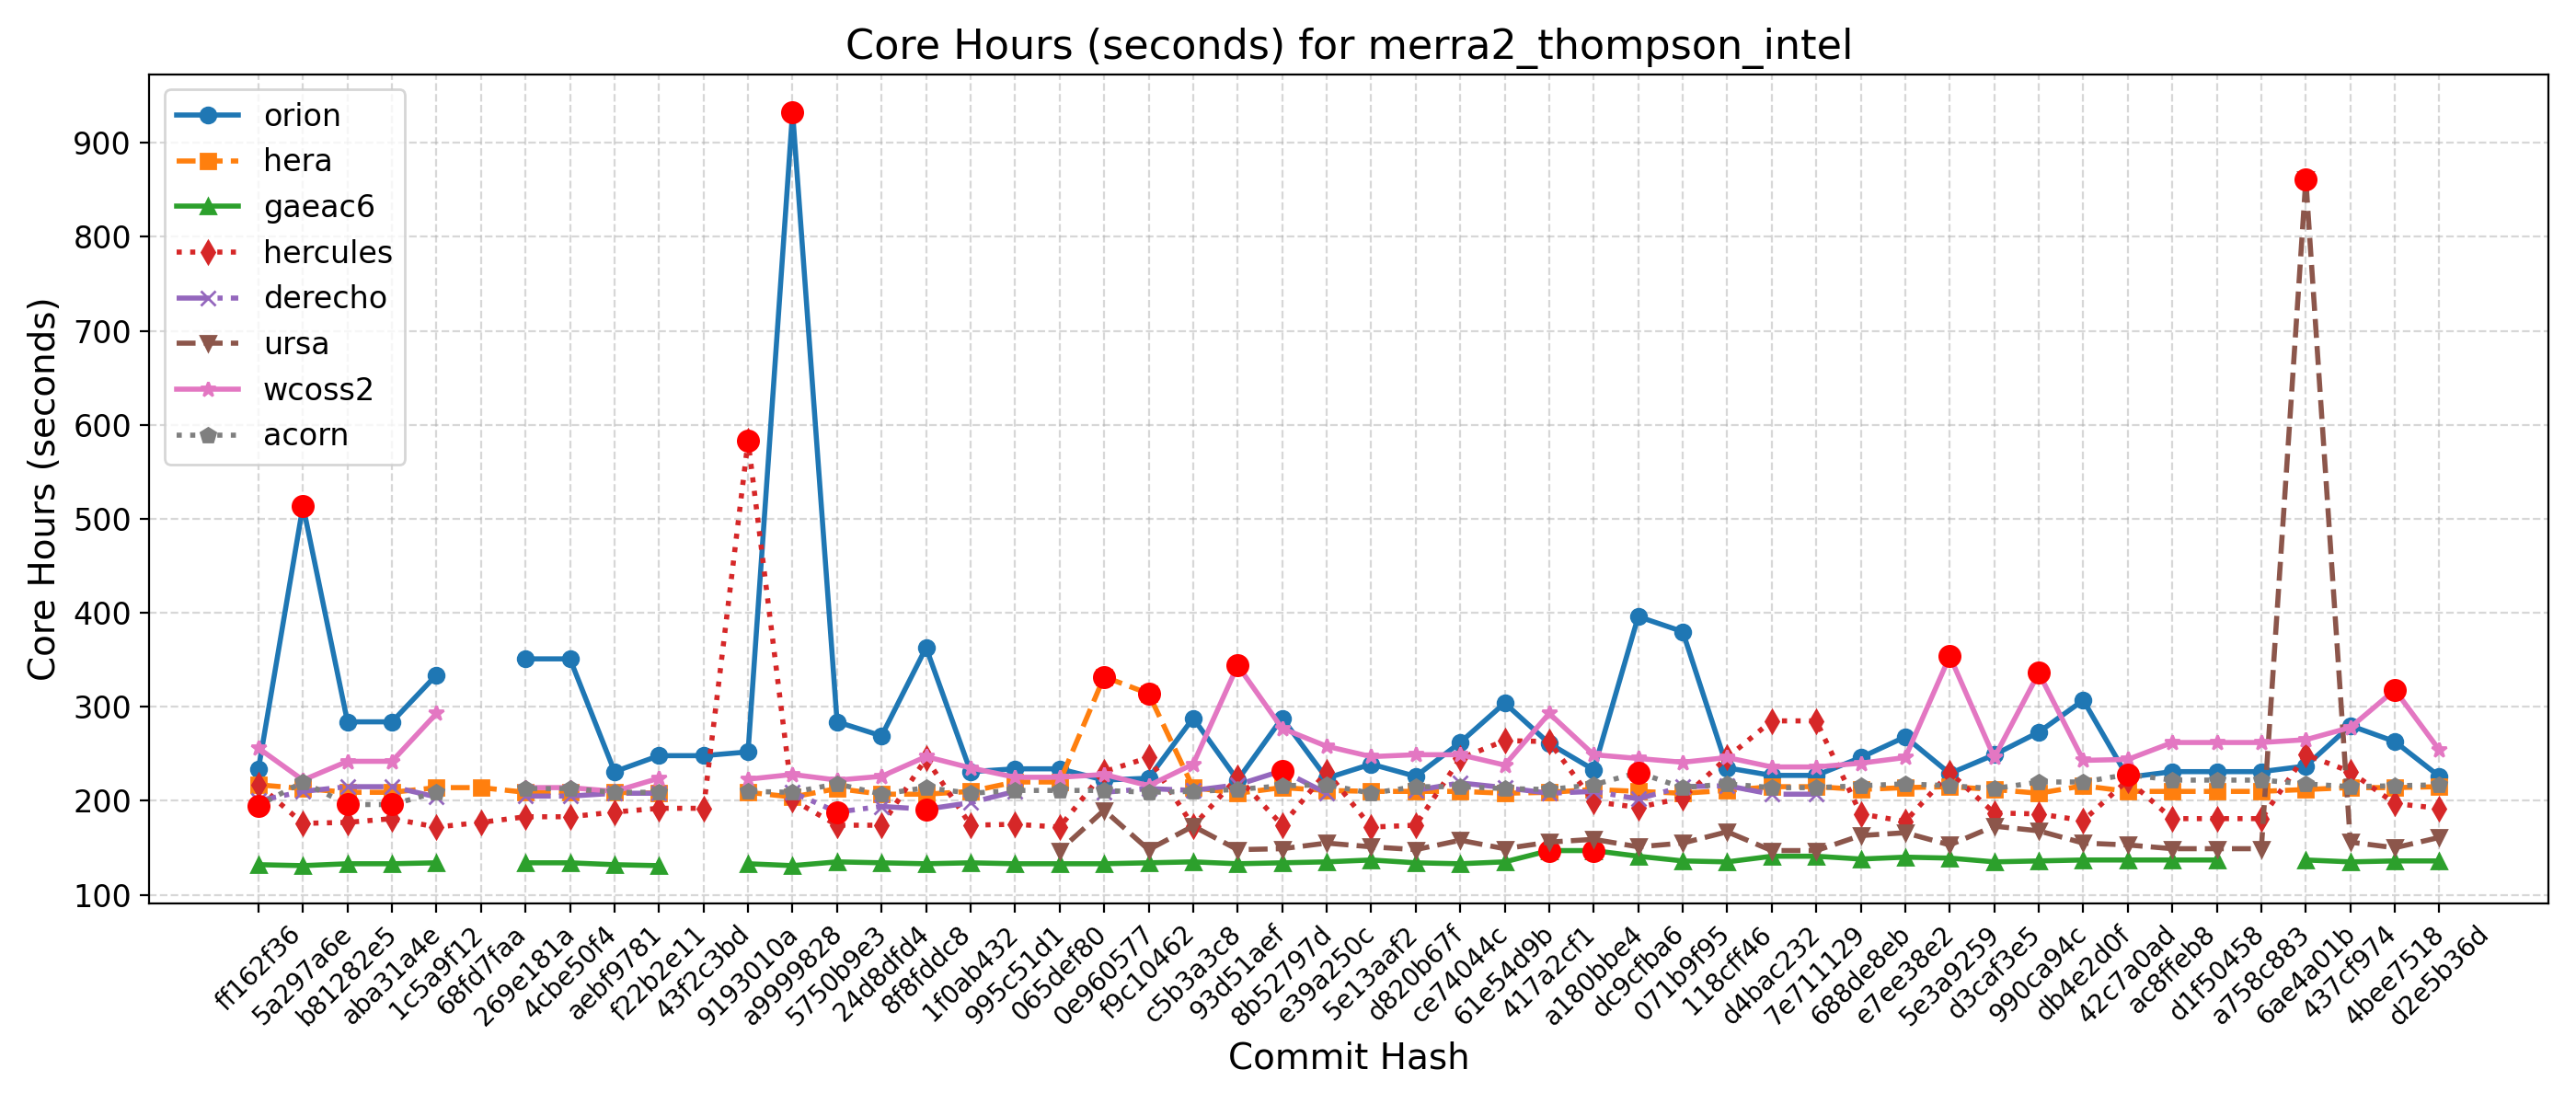 Core Hours (seconds) for merra2_thompson_intel
Core Hours (seconds)
900
800
700
600
500
400
300
200
100
orion
hera
gaeac6
hercules
derecho
ursa
wcoss2
acorn
ff162f36
5a297a6e
b81282e5
aba31a4e
1c5a9f12
68fd7faa
269e181a
4cbe50f4
aebf9781
f22b2e11
43f2c3bd
9193010a
a9999828
5750b9e3
24d8dfd4
8f8fddc8
1f0ab432
995c51d1
065def80
0e960577
f9c10462
c5b3a3c8
93d51aef
8b52797d
e39a250c
5e13aaf2
d820b67f
ce74044c
61e54d9b
417a2cf1
a180bbe4
dc9cfba6
071b9f95
118cff46
d4bac232
7e711129
688de8eb
e7ee38e2
5e3a9259
d3caf3e5
990ca94c
db4e2d0f
42c7a0ad
ac8ffeb8
d1f50458
a758c883
6ae4a01b
437cf974
4bee7518
d2e5b36d
Commit Hash